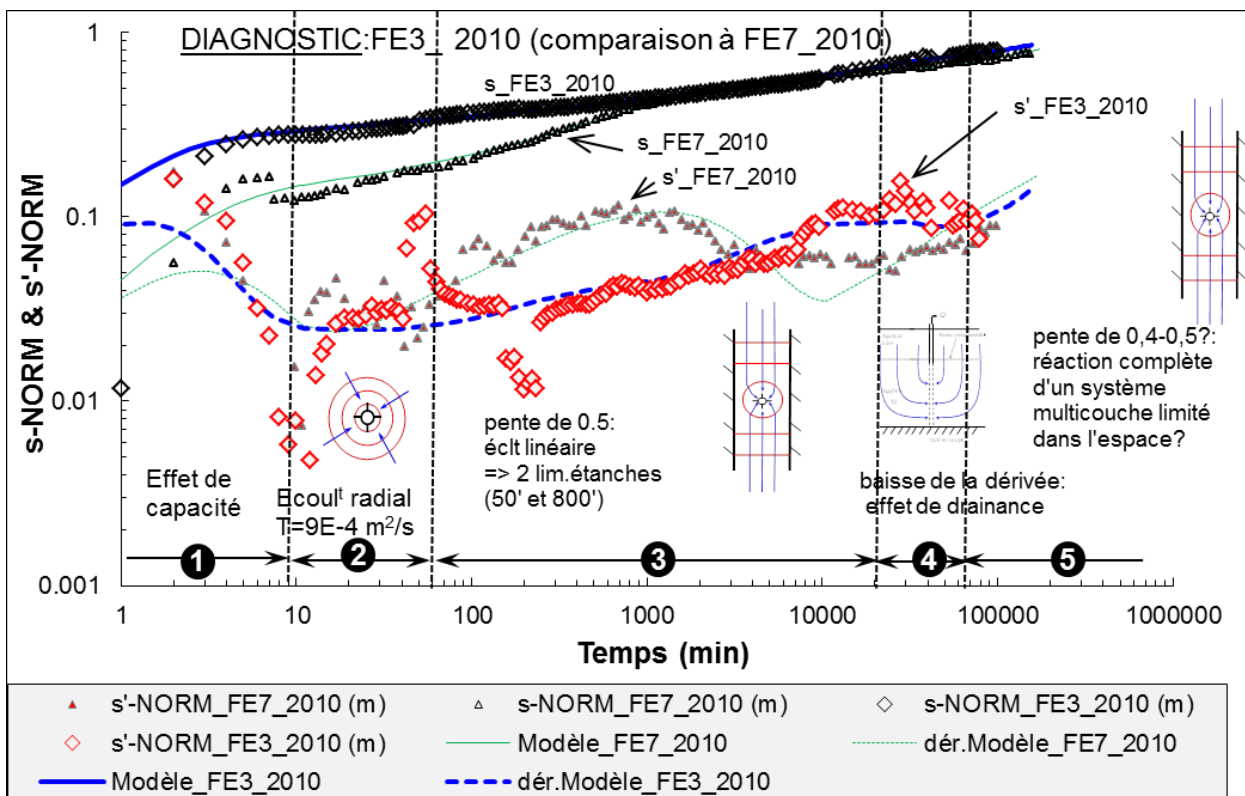 DIAGNOSTIC:FE3_ 2010 (comparaison à FE7_2010)
s_FE3_2010
s'_FE3_2010
s_FE7_2010
s'_FE7_2010
s-NORM & s'-NORM
1
0.1
0.01
0.001
Effet de
capacité
Ecoulᵗ radial
T=9E-4 m²/s
pente de 0.5:
éclt linéaire
=> 2 lim.étanches
(50' et 800')
baisse de la dérivée:
effet de drainance
pente de 0,4-0,5?:
réaction complète
d'un système
multicouche limité
dans l'espace?
1 2 3 4 5
1 10 100 1000 10000 100000 1000000
Temps (min)
s'-NORM_FE7_2010 (m) s-NORM_FE7_2010 (m) s-NORM_FE3_2010 (m)
s'-NORM_FE3_2010 (m) Modèle_FE7_2010 dér.Modèle_FE7_2010
Modèle_FE3_2010 dér.Modèle_FE3_2010